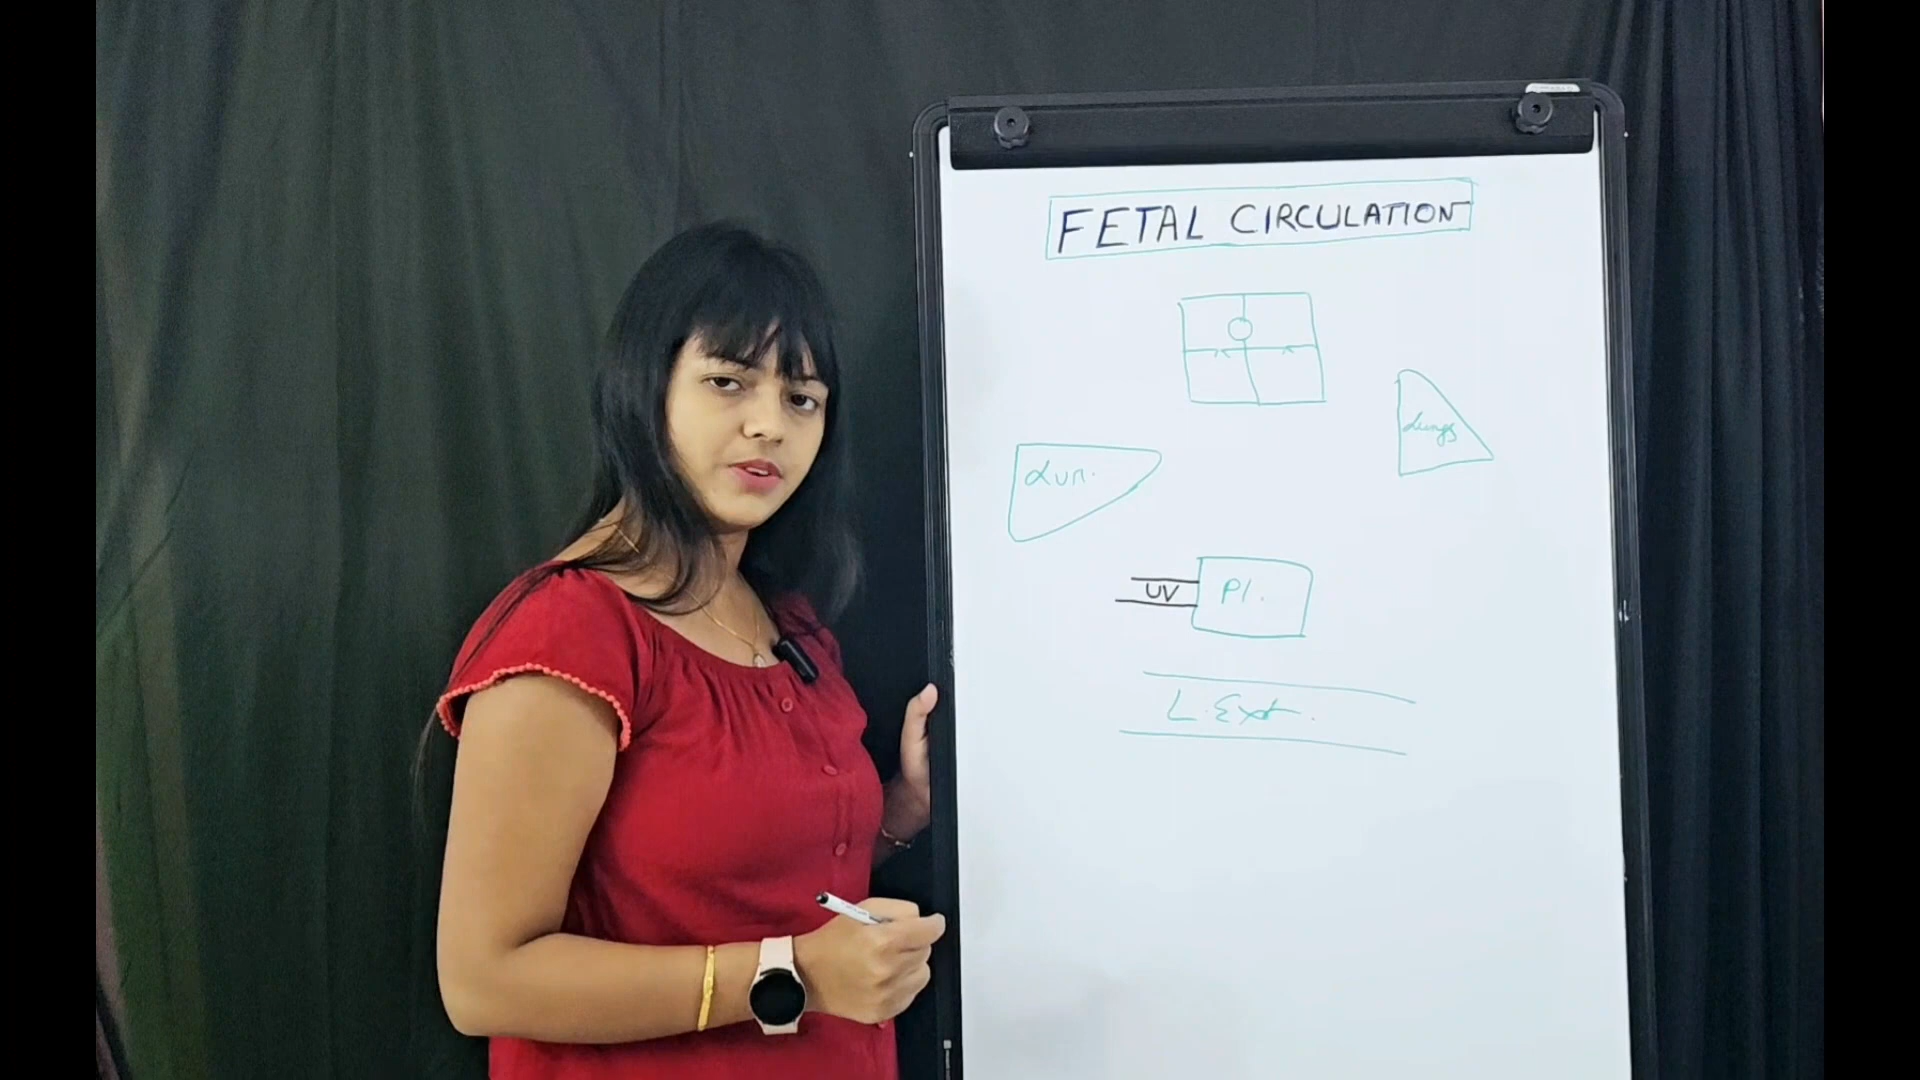 FETAL CIRCULATION
Lungs
UV
Pl.
L. Ext.